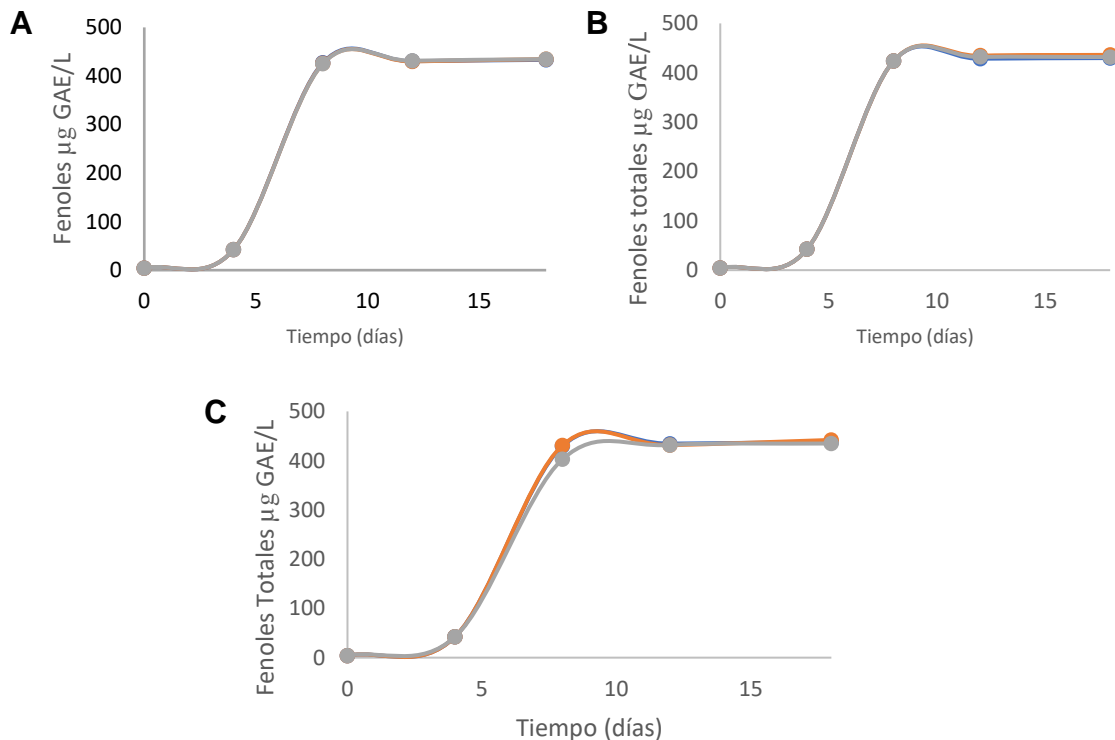 A
Fenoles µg GAE/L
500
400
300
200
100
0
0 5 10 15
Tiempo (días)
B
Fenoles totales µg GAE/L
500
400
300
200
100
0
0 5 10 15
Tiempo (días)
C
Fenoles Totales µg GAE/L
500
400
300
200
100
0
0 5 10 15
Tiempo (días)